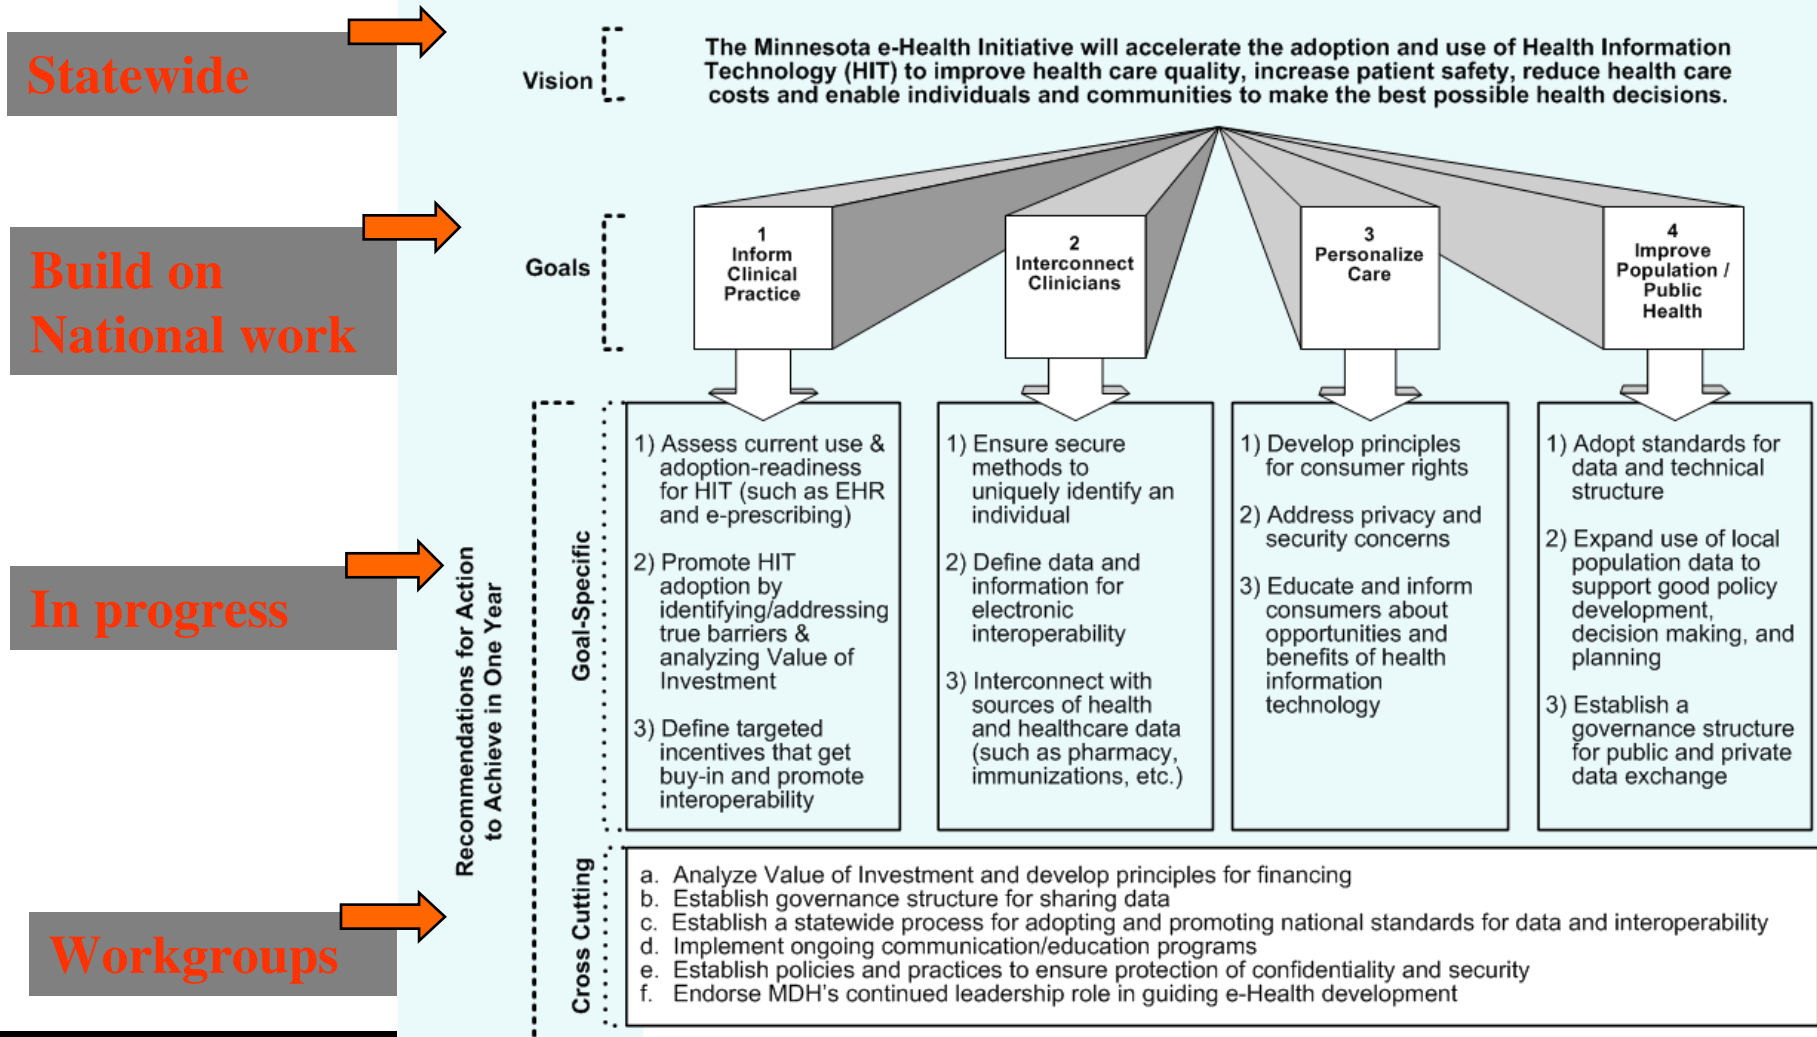 Statewide
Build on
National work
In progress
Workgroups
Vision
The Minnesota e-Health Initiative will accelerate the adoption and use of Health Information
Technology (HIT) to improve health care quality, increase patient safety, reduce health care
costs and enable individuals and communities to make the best possible health decisions.
Goals
1
Inform
Clinical
Practice
2
Interconnect
Clinicians
3
Personalize
Care
4
Improve
Population /
Public
Health
Recommendations for Action
to Achieve in One Year
Goal-Specific
1) Assess current use &
adoption-readiness
for HIT (such as EHR
and e-prescribing)
2) Promote HIT
adoption by
identifying/addressing
true barriers &
analyzing Value of
Investment
3) Define targeted
incentives that get
buy-in and promote
interoperability
1) Ensure secure
methods to
uniquely identify an
individual
2) Define data and
information for
electronic
interoperability
3) Interconnect with
sources of health
and healthcare data
(such as pharmacy,
immunizations, etc.)
1) Develop principles
for consumer rights
2) Address privacy and
security concerns
3) Educate and inform
consumers about
opportunities and
benefits of health
information
technology
1) Adopt standards for
data and technical
structure
2) Expand use of local
population data to
support good policy
development,
decision making, and
planning
3) Establish a
governance structure
for public and private
data exchange
Cross Cutting
a. Analyze Value of Investment and develop principles for financing
b. Establish governance structure for sharing data
c. Establish a statewide process for adopting and promoting national standards for data and interoperability
d. Implement ongoing communication/education programs
e. Establish policies and practices to ensure protection of confidentiality and security
f. Endorse MDH's continued leadership role in guiding e-Health development